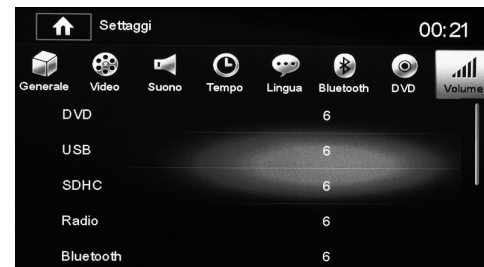 Settaggi 00:21
Generale Video Suono Tempo Lingua Bluetooth DVD Volume
DVD 6
USB 6
SDHC 6
Radio 6
Bluetooth 6